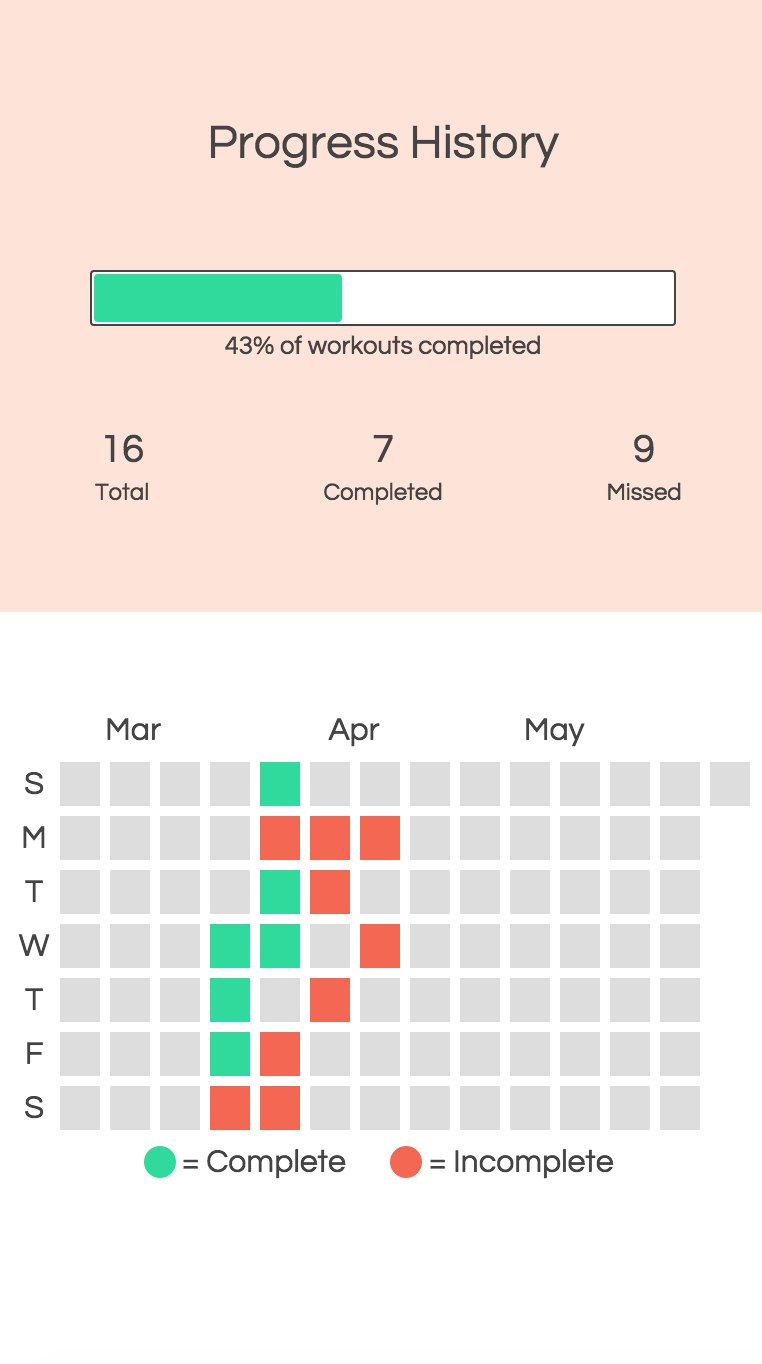 Progress History
43% of workouts completed
16 7 9
Total Completed Missed
Mar Apr May
S
M
T
W
T
F
S
= Complete = Incomplete